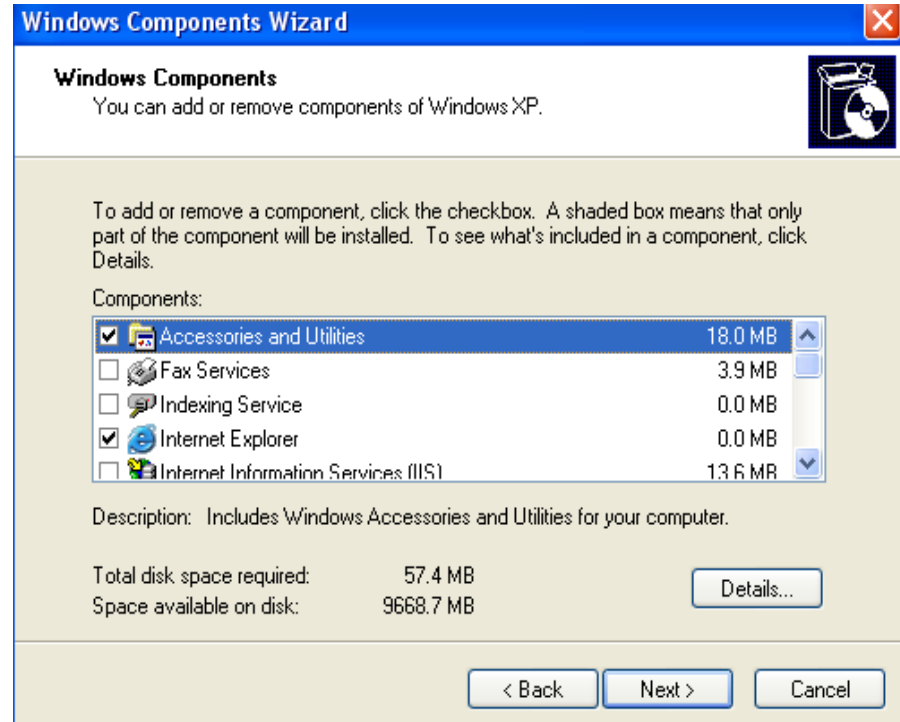 Windows Components Wizard
Windows Components
You can add or remove components of Windows XP.
To add or remove a component, click the checkbox. A shaded box means that only
part of the component will be installed. To see what's included in a component, click
Details.
Components:
Accessories and Utilities 18.0 MB
Fax Services 3.9 MB
Indexing Service 0.0 MB
Internet Explorer 0.0 MB
Internet Information Services (IIS) 13.6 MB
Description: Includes Windows Accessories and Utilities for your computer.
Total disk space required: 57.4 MB
Space available on disk: 9668.7 MB
Details...
< Back Next > Cancel